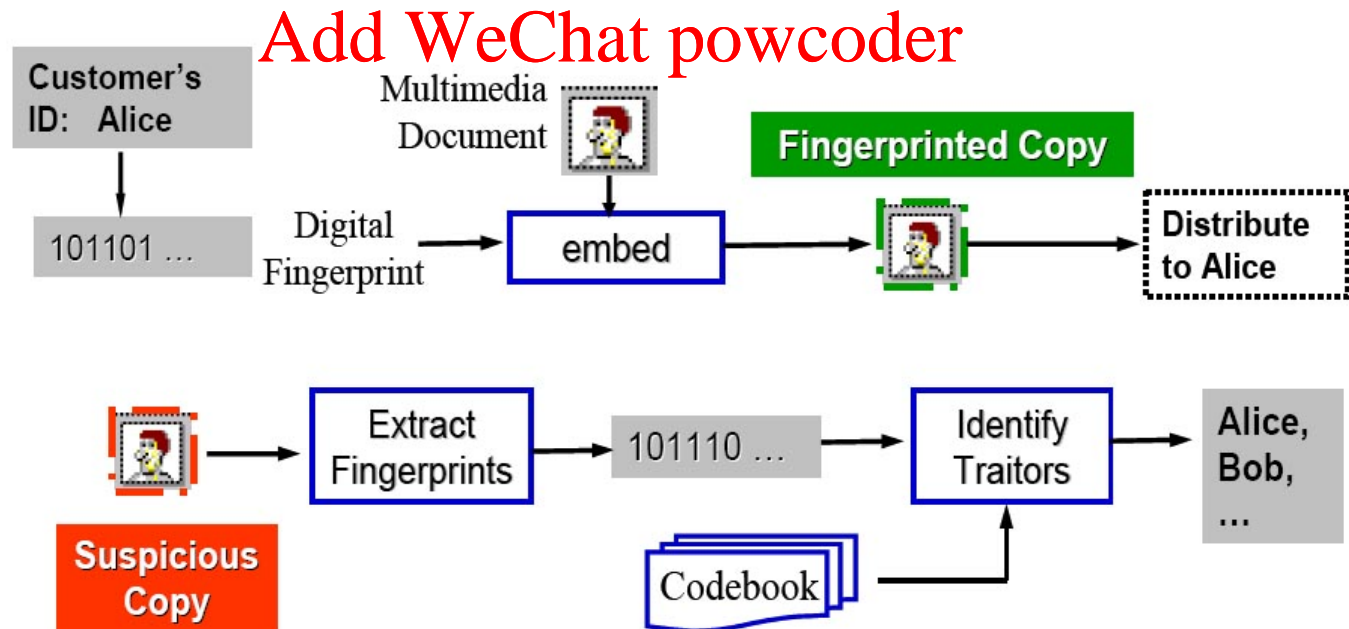 Add WeChat powcoder
Customer's
ID: Alice
Multimedia
Document
Fingerprinted Copy
101101 ...
Digital
Fingerprint
embed
Distribute
to Alice
Extract
Fingerprints
101110 ...
Identify
Traitors
Alice,
Bob,
...
Suspicious
Copy
Codebook